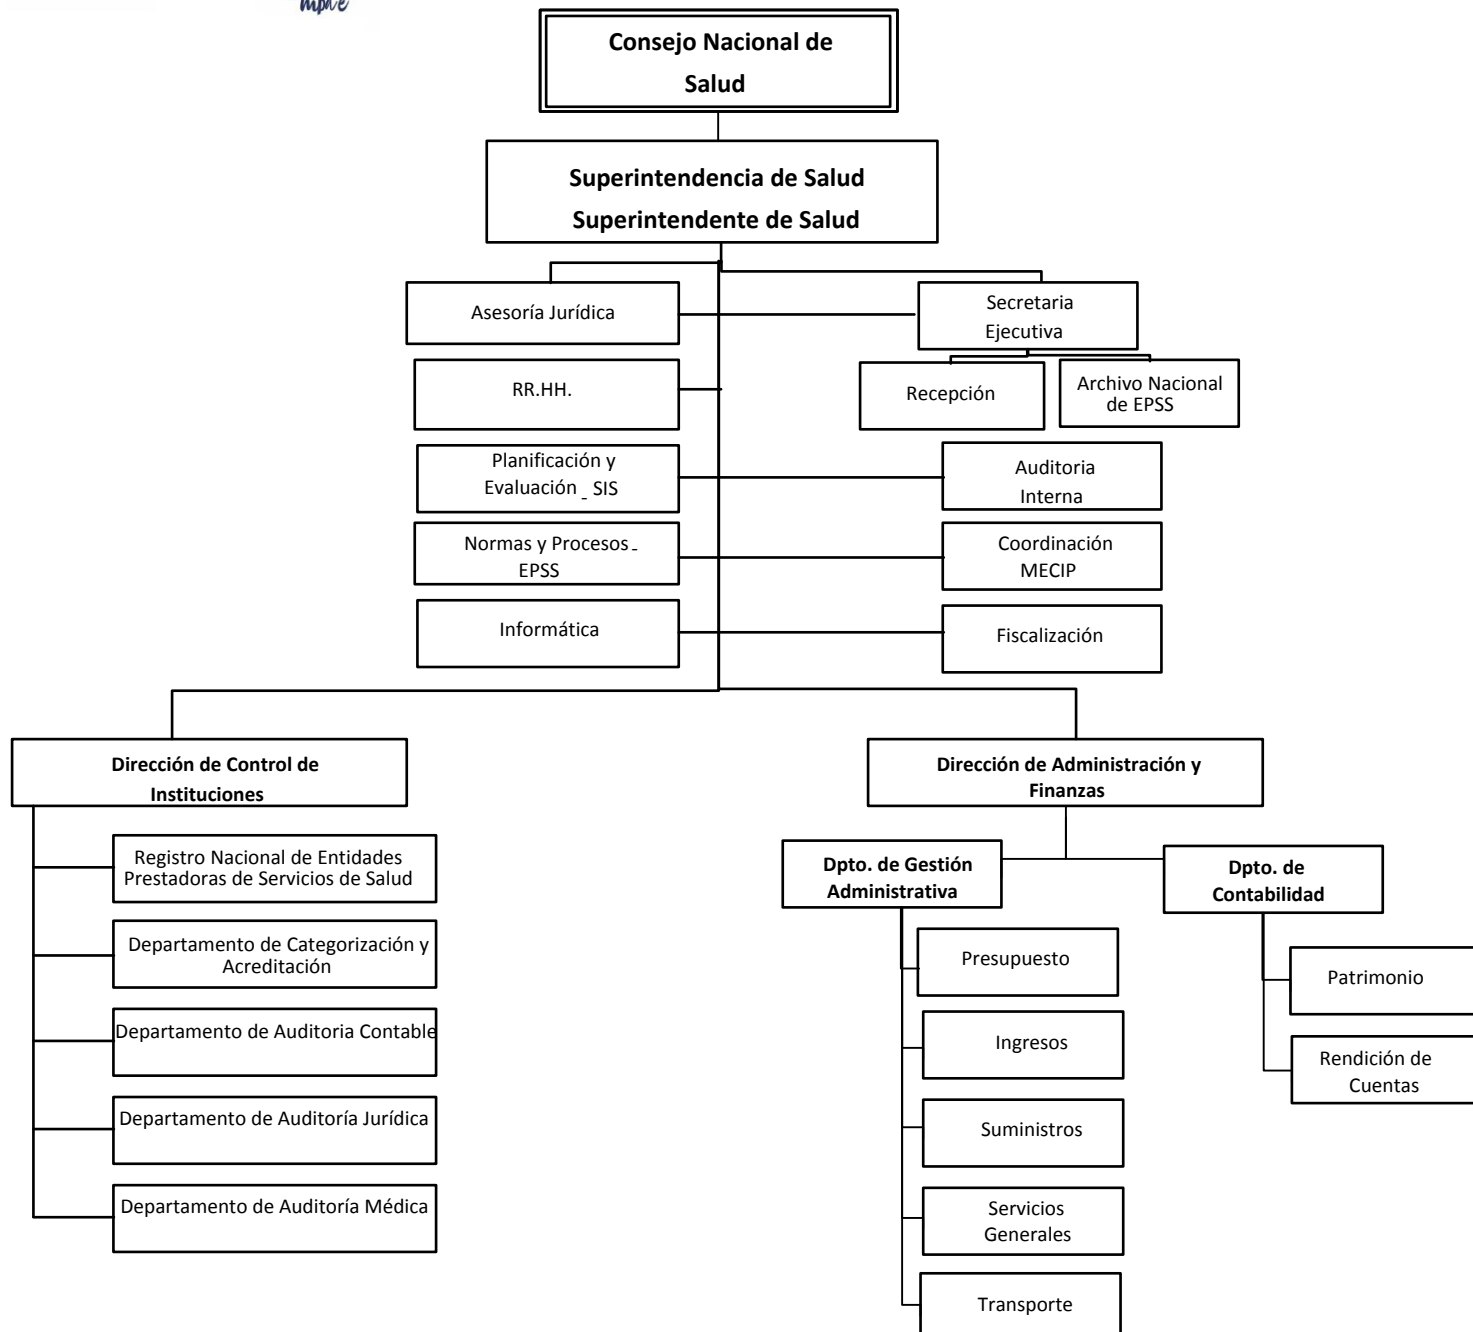 Consejo Nacional de
Salud
Superintendencia de Salud
Superintendente de Salud
Asesoría Jurídica
Secretaria
Ejecutiva
RR.HH.
Recepción
Archivo Nacional
de EPSS
Planificación y
Evaluación - SIS
Auditoria
Interna
Normas y Procesos -
EPSS
Coordinación
MECIP
Informática
Fiscalización
Dirección de Control de
Instituciones
Dirección de Administración y
Finanzas
Registro Nacional de Entidades
Prestadoras de Servicios de Salud
Departamento de Categorización y
Acreditación
Departamento de Auditoria Contable
Departamento de Auditoría Jurídica
Departamento de Auditoría Médica
Dpto. de Gestión
Administrativa
Dpto. de
Contabilidad
Presupuesto
Ingresos
Suministros
Servicios
Generales
Transporte
Patrimonio
Rendición de
Cuentas